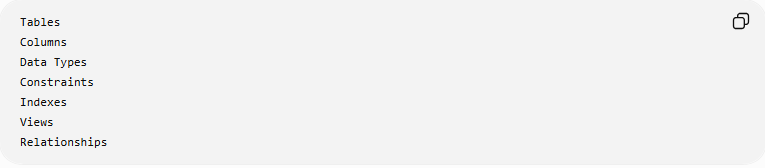 Tables
Columns
Data Types
Constraints
Indexes
Views
Relationships